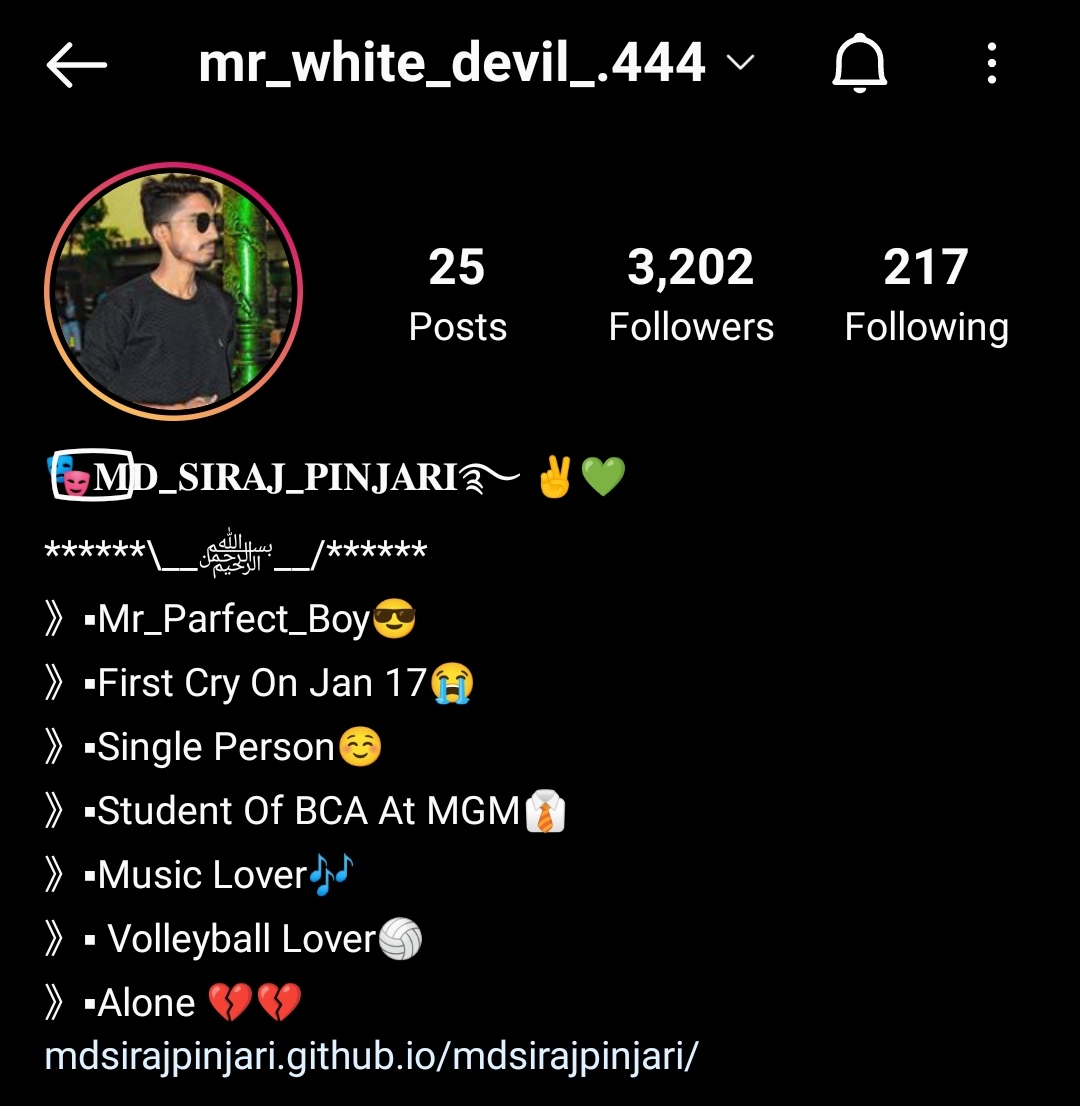 mr_white_devil_.444
25 3,202 217
Posts Followers Following
🎭MD_SIRAJ_PINJARI࿐ ✌💚
******\__﷽__/******
》▪Mr_Parfect_Boy😎
》▪First Cry On Jan 17😭
》▪Single Person☺️
》▪Student Of BCA At MGM👔
》▪Music Lover🎶
》▪ Volleyball Lover🏐
》▪Alone 💔💔
mdsirajpinjari.github.io/mdsirajpinjari/